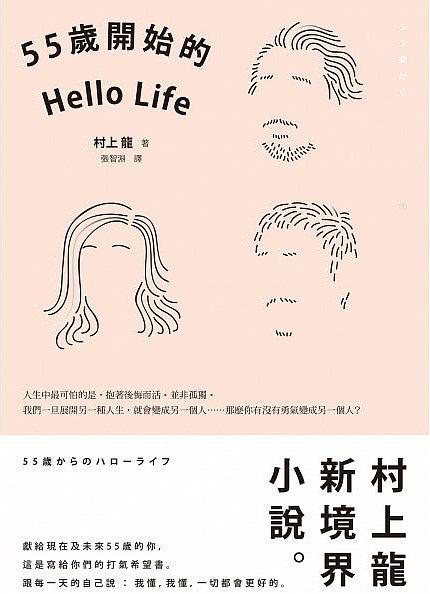 55歲開始的
Hello Life
村上龍 著
張智淵 譯
55歲から
人生中最可怕的是,抱著後悔而活。並非孤獨。
我們一旦展開另一種人生,就會變成另一個人⋯⋯那麼你有沒有勇氣變成另一個人?
55歲からのハローライフ
村上龍
新境界
小說。
獻給現在及未來55歲的你,
這是寫給你們的打氣希望書。
跟每一天的自己說:我懂,我懂,一切都會更好的。